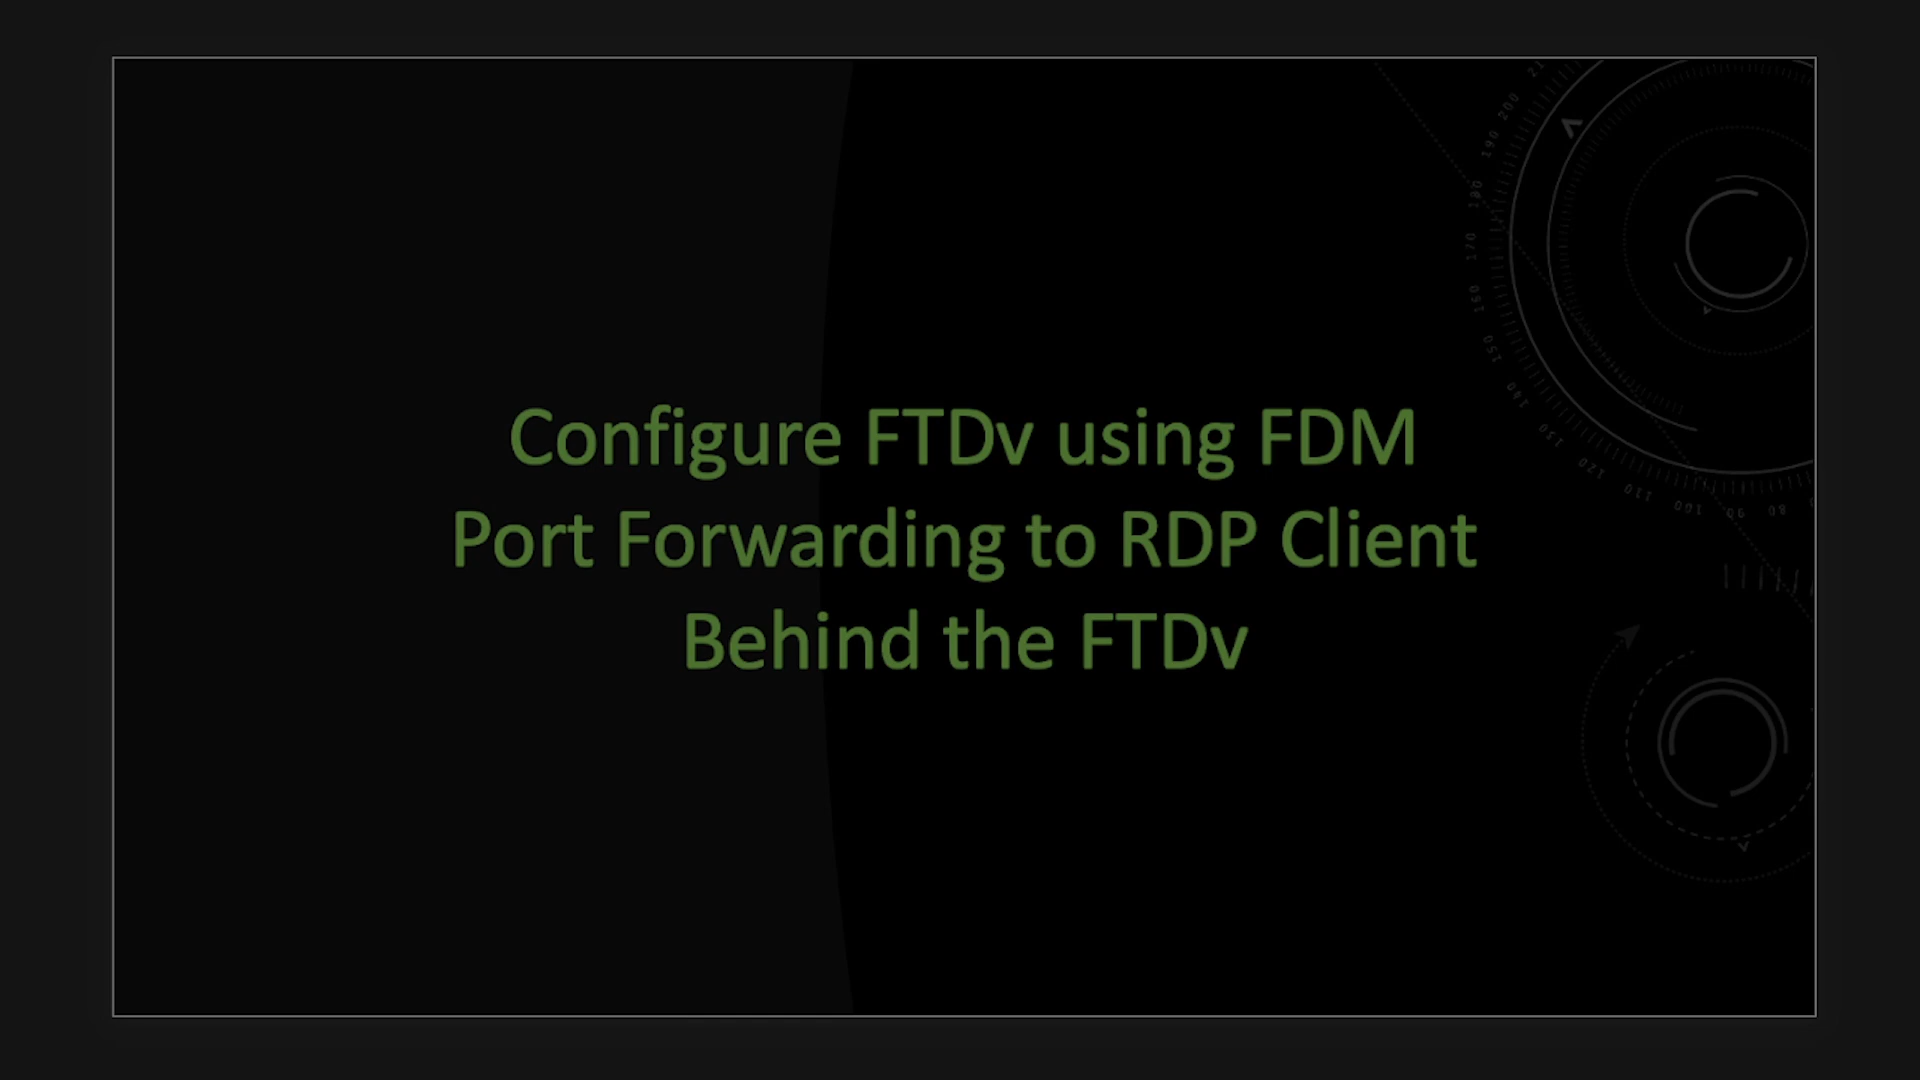 Configure FTDv using FDM
Port Forwarding to RDP Client
Behind the FTDv